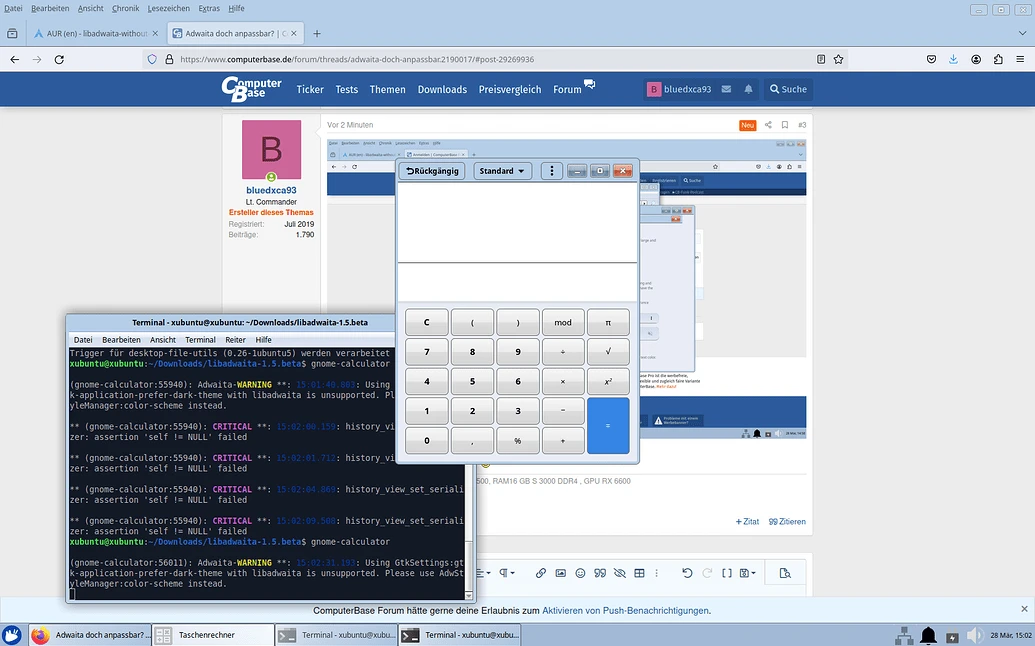 Datei Bearbeiten Ansicht Chronik Lesezeichen Extras Hilfe
AUR (en) - libadwaita-without
Adwaita doch anpassbar? | C
https://www.computerbase.de/forum/threads/adwaita-doch-anpassbar.2190017/#post-29269936
ComputerBase
Ticker Tests Themen Downloads Preisvergleich Forum
B bluedxca93 Suche
Vor 2 Minuten
Neu #3
B
bluedxca93
Lt. Commander
Ersteller dieses Themas
Registriert: Juli 2019
Beiträge: 1.790
Rückgängig Standard
C ( ) mod π
7 8 9 ÷ √
4 5 6 × x²
1 2 3 −
0 , % + =
Terminal - xubuntu@xubuntu: ~/Downloads/libadwaita-1.5.beta
Datei Bearbeiten Ansicht Terminal Reiter Hilfe
Trigger für desktop-file-utils (0.26-1ubuntu5) werden verarbeitet
xubuntu@xubuntu:~/Downloads/libadwaita-1.5.beta$ gnome-calculator
(gnome-calculator:55940): Adwaita-WARNING **: 15:01:40.803: Using
k-application-prefer-dark-theme with libadwaita is unsupported. Pl
yleManager:color-scheme instead.
** (gnome-calculator:55940): CRITICAL **: 15:02:06.159: history_vi
zer: assertion 'self != NULL' failed
** (gnome-calculator:55940): CRITICAL **: 15:02:01.712: history_vi
zer: assertion 'self != NULL' failed
** (gnome-calculator:55940): CRITICAL **: 15:02:04.869: history_view_set_seriali
zer: assertion 'self != NULL' failed
** (gnome-calculator:55940): CRITICAL **: 15:02:09.508: history_view_set_seriali
zer: assertion 'self != NULL' failed
xubuntu@xubuntu:~/Downloads/libadwaita-1.5.beta$ gnome-calculator
(gnome-calculator:56011): Adwaita-WARNING **: 15:02:31.193: Using GtkSettings:gt
k-application-prefer-dark-theme with libadwaita is unsupported. Please use AdwSt
yleManager:color-scheme instead.
500, RAM16 GB S 3000 DDR4 , GPU RX 6600
+ Zitat Zitieren
ComputerBase Forum hätte gerne deine Erlaubnis zum Aktivieren von Push-Benachrichtigungen.
Adwaita doch anpassbar? ...
Taschenrechner
Terminal - xubuntu@xubu...
Terminal - xubuntu@xubu...
28 Mär, 15:02